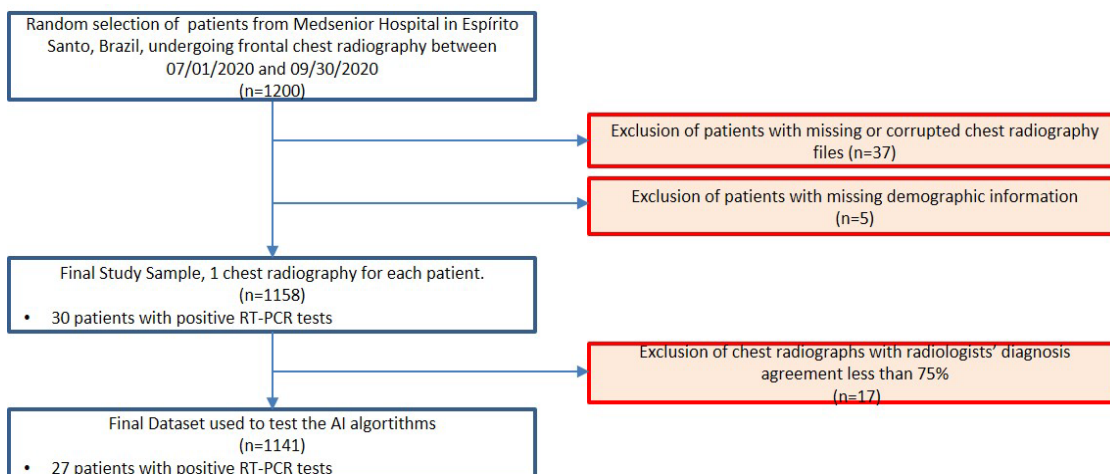 Random selection of  patients from Medsenior Hospital in Espírito
Santo, Brazil, undergoing frontal chest radiography between
07/01/2020 and 09/30/2020
(n=1200)
Exclusion of patients with missing or corrupted chest radiography
files (n=37)
Exclusion of patients with missing demographic information
(n=5)
Final Study Sample, 1 chest radiography for each patient.
(n=1158)
• 30 patients with positive RT-PCR tests
Exclusion of chest radiographs with radiologists’ diagnosis
agreement less than 75%
(n=17)
Final Dataset used to test the AI algortithms
(n=1141)
• 27 patients with positive RT-PCR tests